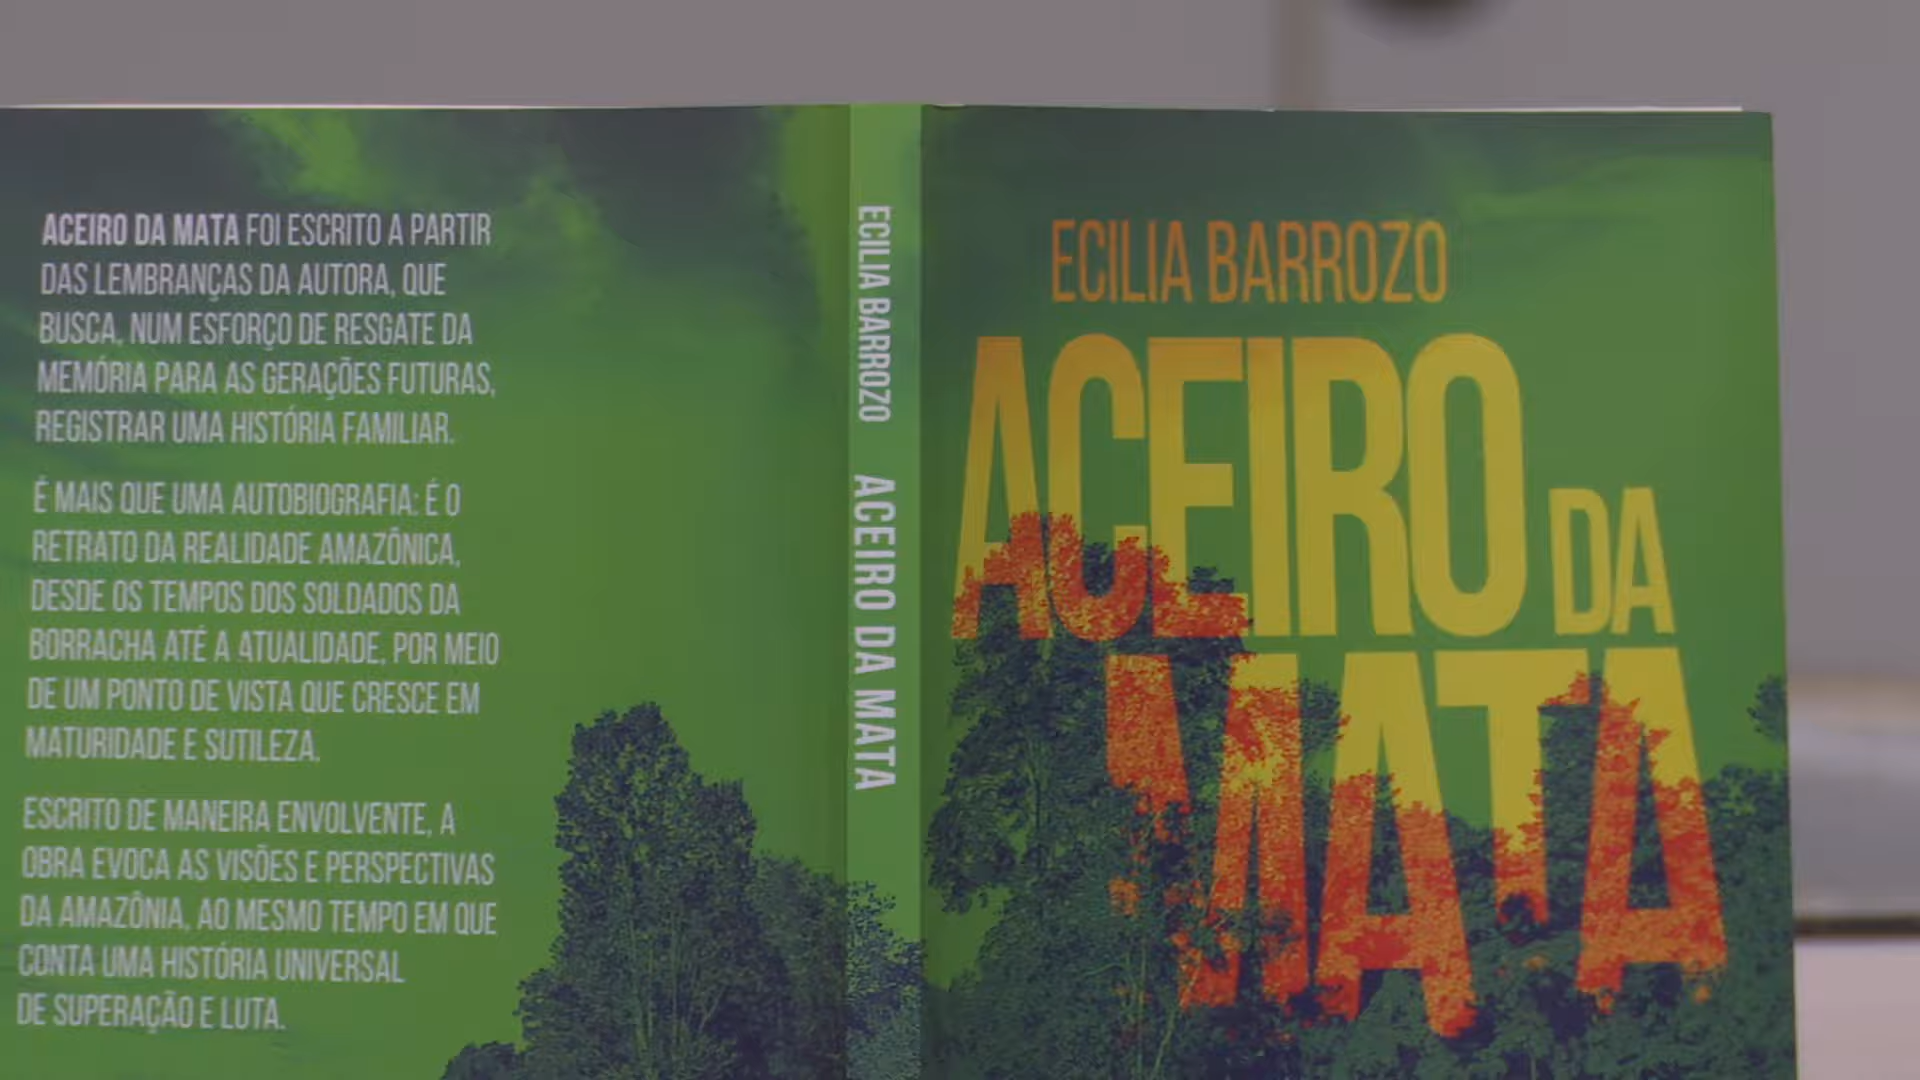 ACEIRO DA MATA FOI ESCRITO A PARTIR
DAS LEMBRANÇAS DA AUTORA, QUE
BUSCA, NUM ESFORÇO DE RESGATE DA
MEMÓRIA PARA AS GERAÇÕES FUTURAS,
REGISTRAR UMA HISTÓRIA FAMILIAR.
É MAIS QUE UMA AUTOBIOGRAFIA: É O
RETRATO DA REALIDADE AMAZÔNICA,
DESDE OS TEMPOS DOS SOLDADOS DA
BORRACHA ATÉ A ATUALIDADE, POR MEIO
DE UM PONTO DE VISTA QUE CRESCE EM
MATURIDADE E SUTILEZA.
ESCRITO DE MANEIRA ENVOLVENTE, A
OBRA EVOCA AS VISÕES E PERSPECTIVAS
DA AMAZÔNIA, AO MESMO TEMPO EM QUE
CONTA UMA HISTÓRIA UNIVERSAL
DE SUPERAÇÃO E LUTA.
ECILIA BARROZO ACEIRO DA MATA
ECILIA BARROZO
ACEIRO DA
MATA